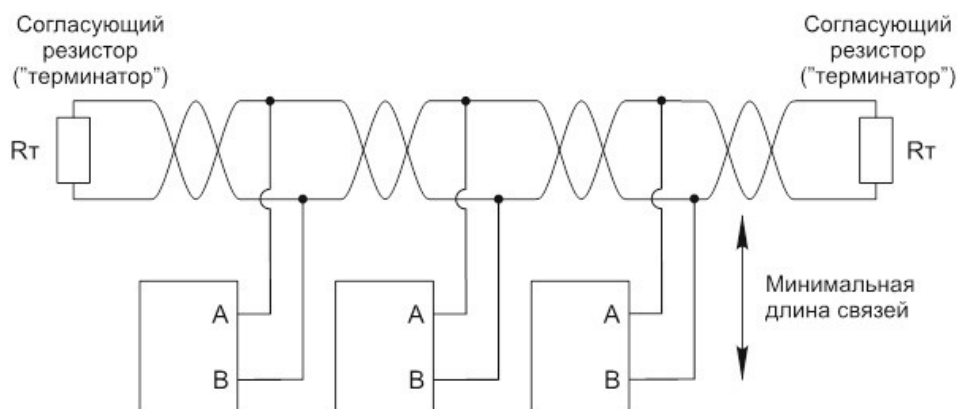 Согласующий
резистор
("терминатор")
Согласующий
резистор
("терминатор")
Rт
Rт
A
B
A
B
A
B
Минимальная
длина связей